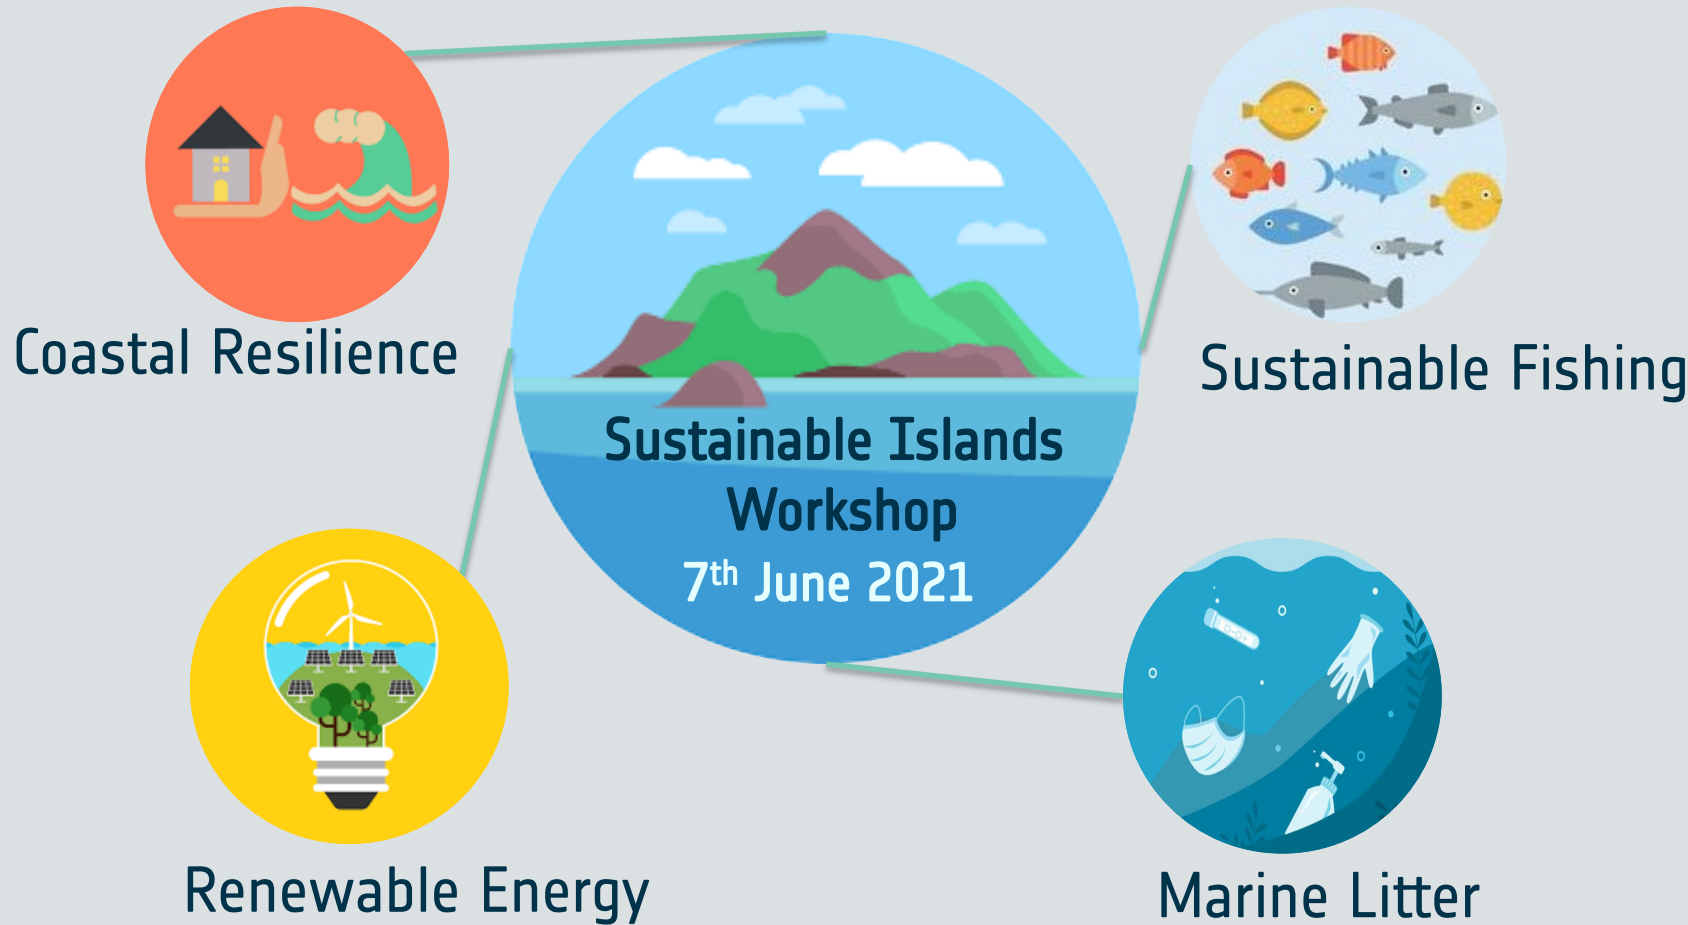 Coastal Resilience
Sustainable Fishing
Sustainable Islands
Workshop
7th June 2021
Renewable Energy
Marine Litter